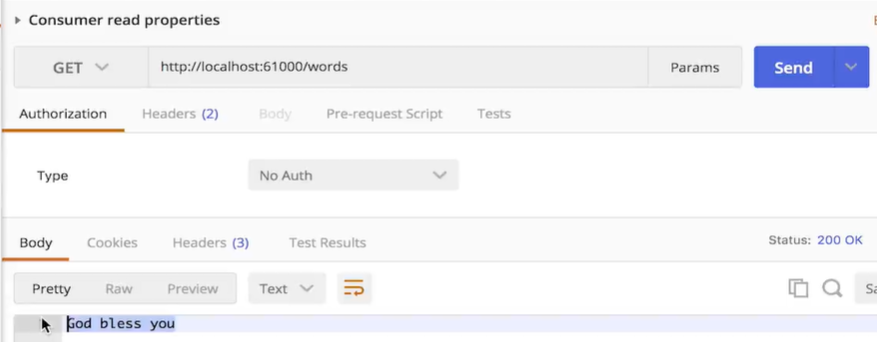 Consumer read properties
GET http://localhost:61000/words Params Send
Authorization Headers (2) Body Pre-request Script Tests
Type No Auth
Body Cookies Headers (3) Test Results Status: 200 OK
Pretty Raw Preview Text
God bless you